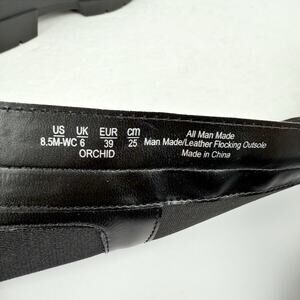 US UK EUR cm
8.5M-WC 6 39 25
ORCHID
All Man Made
Man Made/Leather Flocking Outsole
Made in China